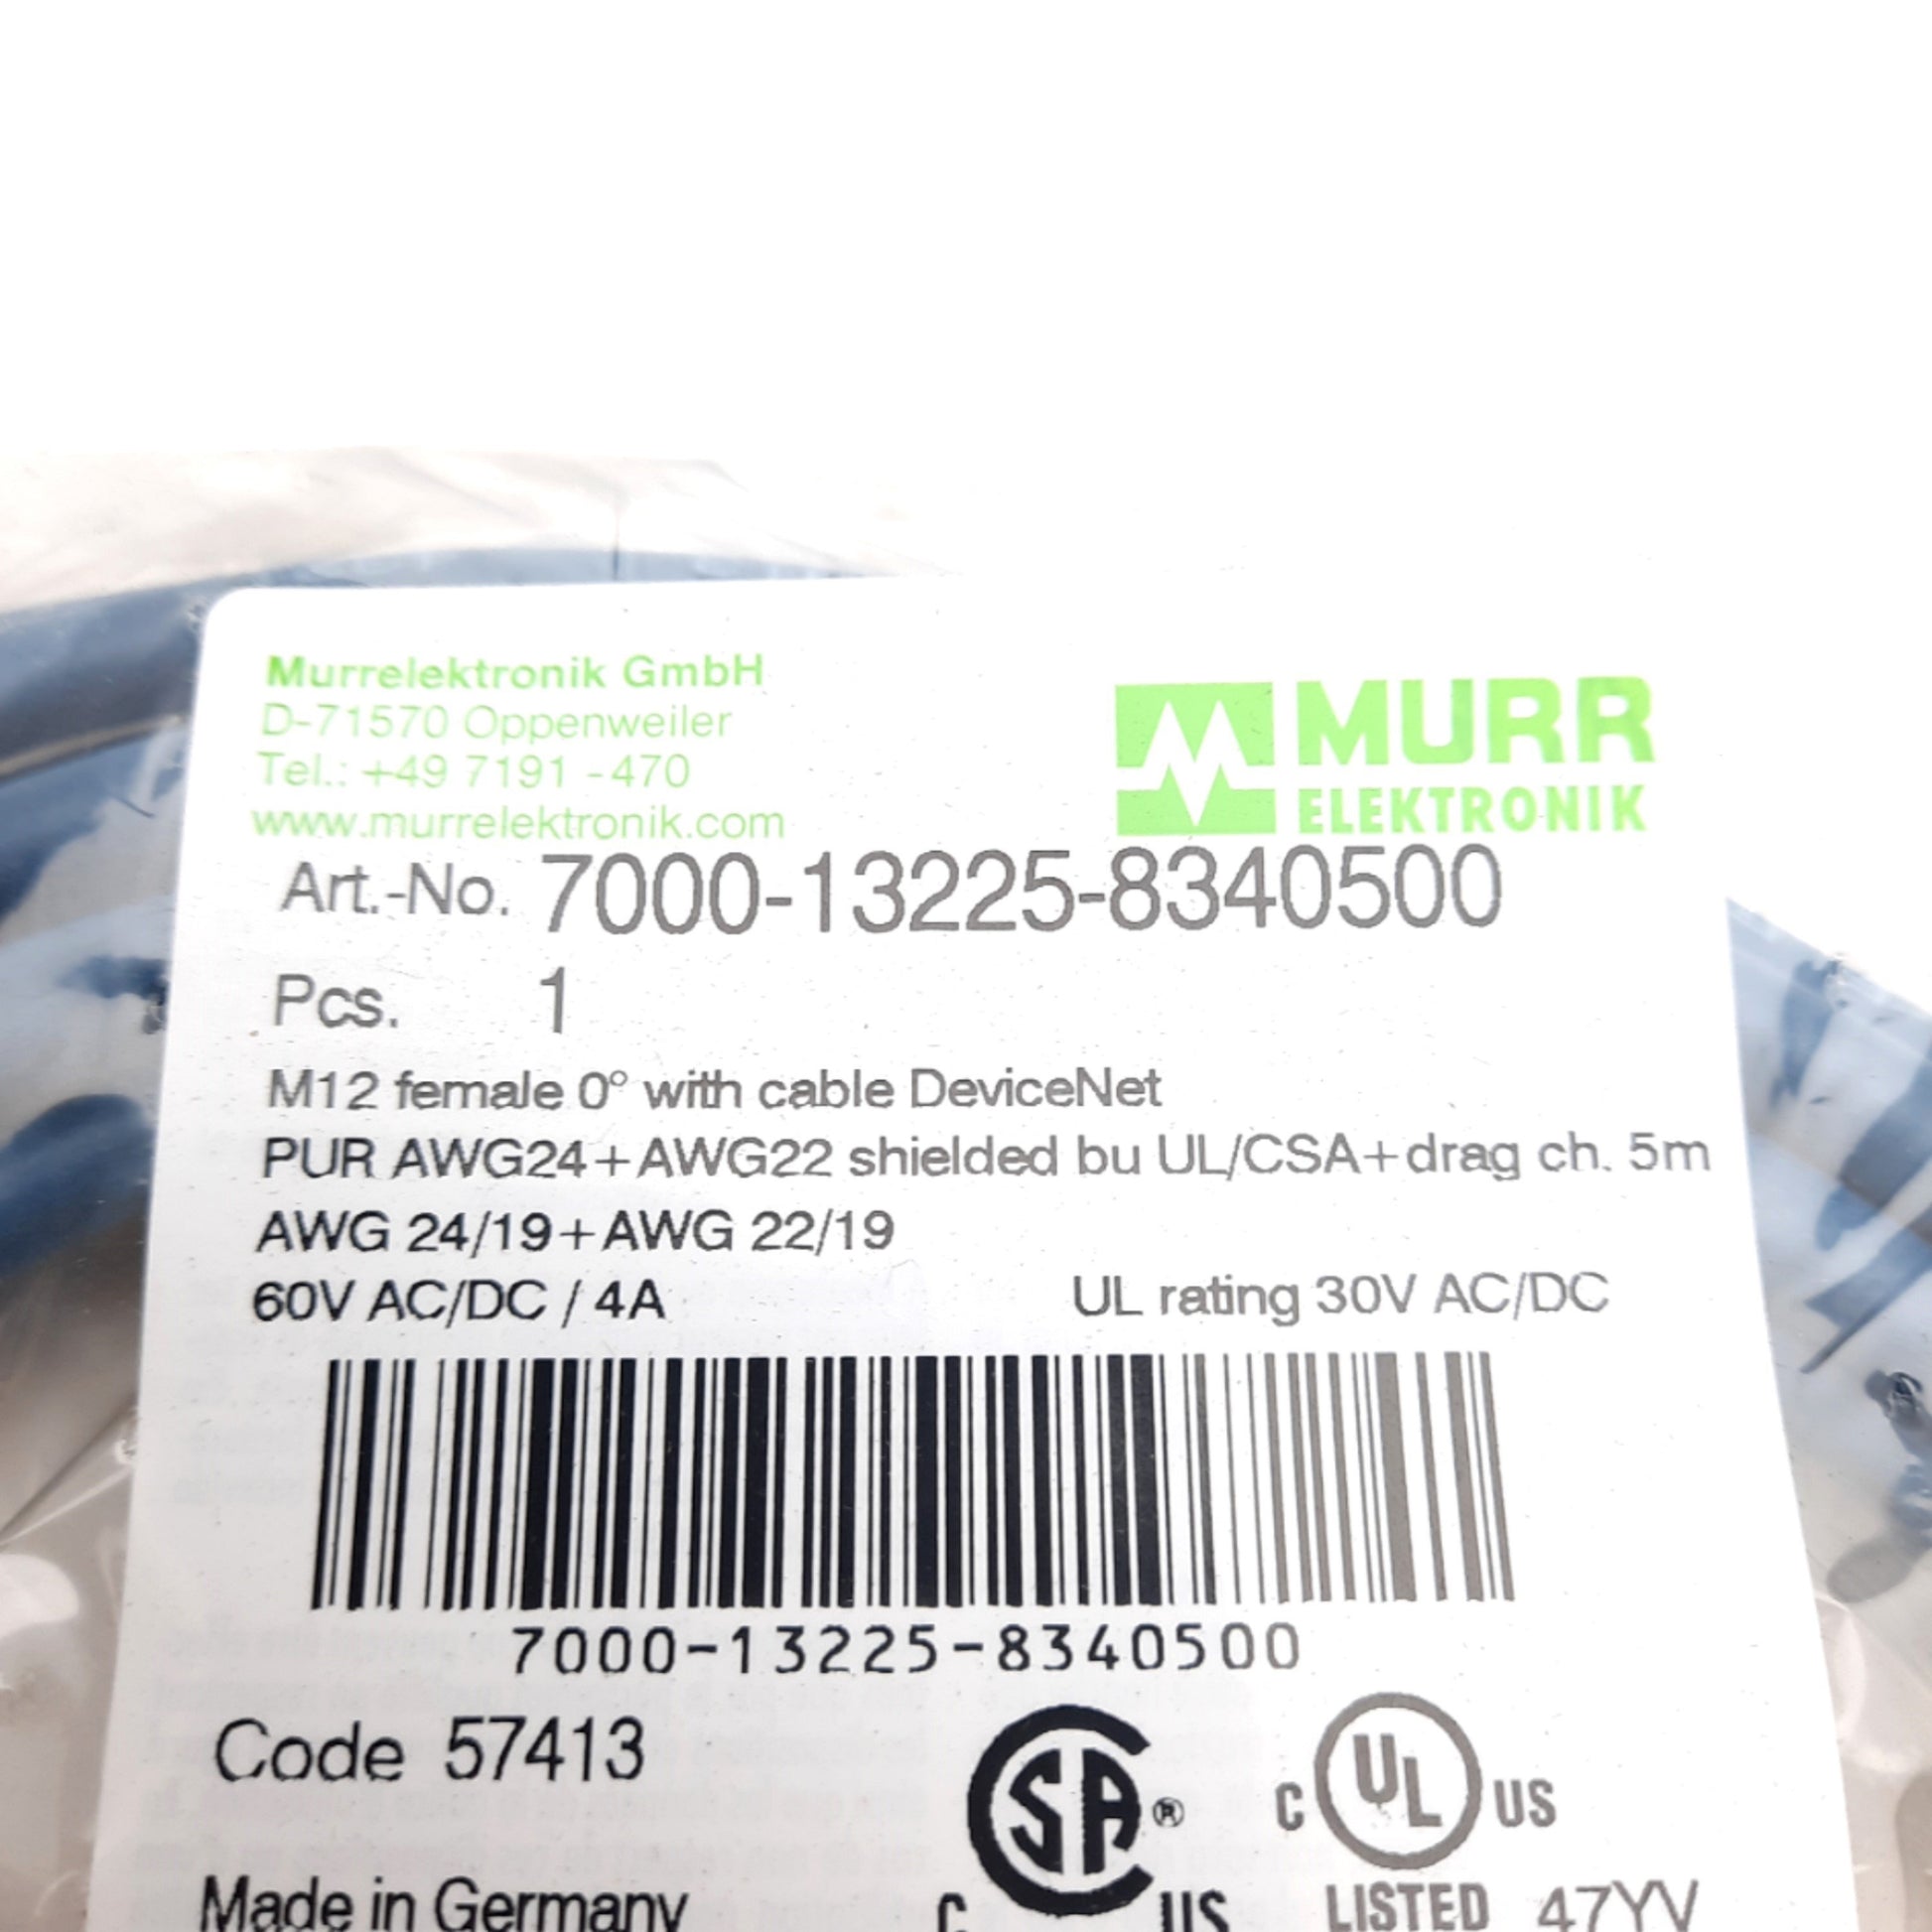 Murrelektronik GmbH
D-71570 Oppenweiler
Tel.: +49 7191 -470
www.murrelektronik.com
MURR
ELEKTRONIK
Art.-No. 7000-13225-8340500
Pcs. 1
M12 female 0° with cable DeviceNet
PUR AWG24+AWG22 shielded bu UL/CSA+drag ch. 5m
AWG 24/19+AWG 22/19
60V AC/DC / 4A UL rating 30V AC/DC
7000-13225-8340500
Code 57413
Made in Germany
C SA ® US
C UL US
LISTED 47YV